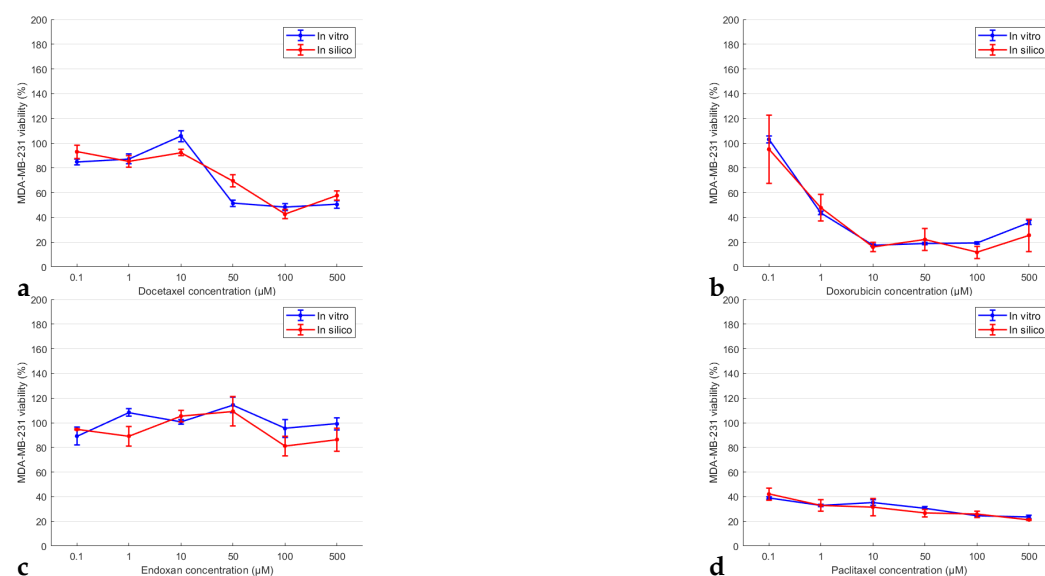 200
180
160
140
120
100
80
60
40
20
0
MDA-MB-231 viability (%)
In vitro
In silico
0.1 1 10 50 100 500
Docetaxel concentration (µM)
a
200
180
160
140
120
100
80
60
40
20
0
MDA-MB-231 viability (%)
In vitro
In silico
0.1 1 10 50 100 500
Doxorubicin concentration (µM)
b
200
180
160
140
120
100
80
60
40
20
0
MDA-MB-231 viability (%)
In vitro
In silico
0.1 1 10 50 100 500
Endoxan concentration (µM)
c
200
180
160
140
120
100
80
60
40
20
0
MDA-MB-231 viability (%)
In vitro
In silico
0.1 1 10 50 100 500
Paclitaxel concentration (µM)
d